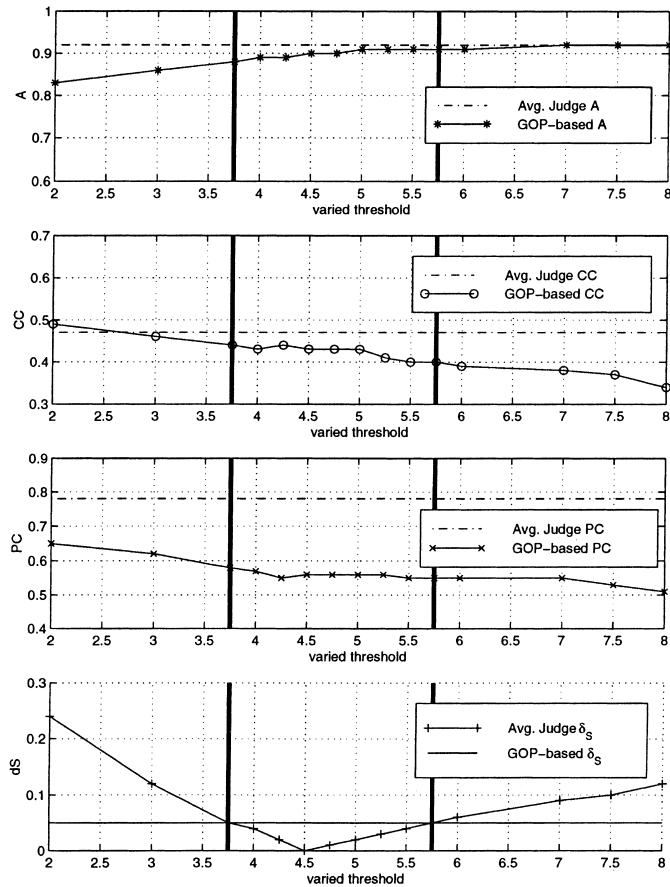 1
0.9
0.8
0.7
0.6
A
2 2.5 3 3.5 4 4.5 5 5.5 6 6.5 7 7.5 8
varied threshold
Avg. Judge A
GOP-based A
0.7
0.6
0.5
0.4
0.3
CC
2 2.5 3 3.5 4 4.5 5 5.5 6 6.5 7 7.5 8
varied threshold
Avg. Judge CC
GOP-based CC
0.9
0.8
0.7
0.6
0.5
0.4
PC
2 2.5 3 3.5 4 4.5 5 5.5 6 6.5 7 7.5 8
varied threshold
Avg. Judge PC
GOP-based PC
0.3
0.2
0.1
0
dS
2 2.5 3 3.5 4 4.5 5 5.5 6 6.5 7 7.5 8
varied threshold
Avg. Judge δS
GOP-based δS